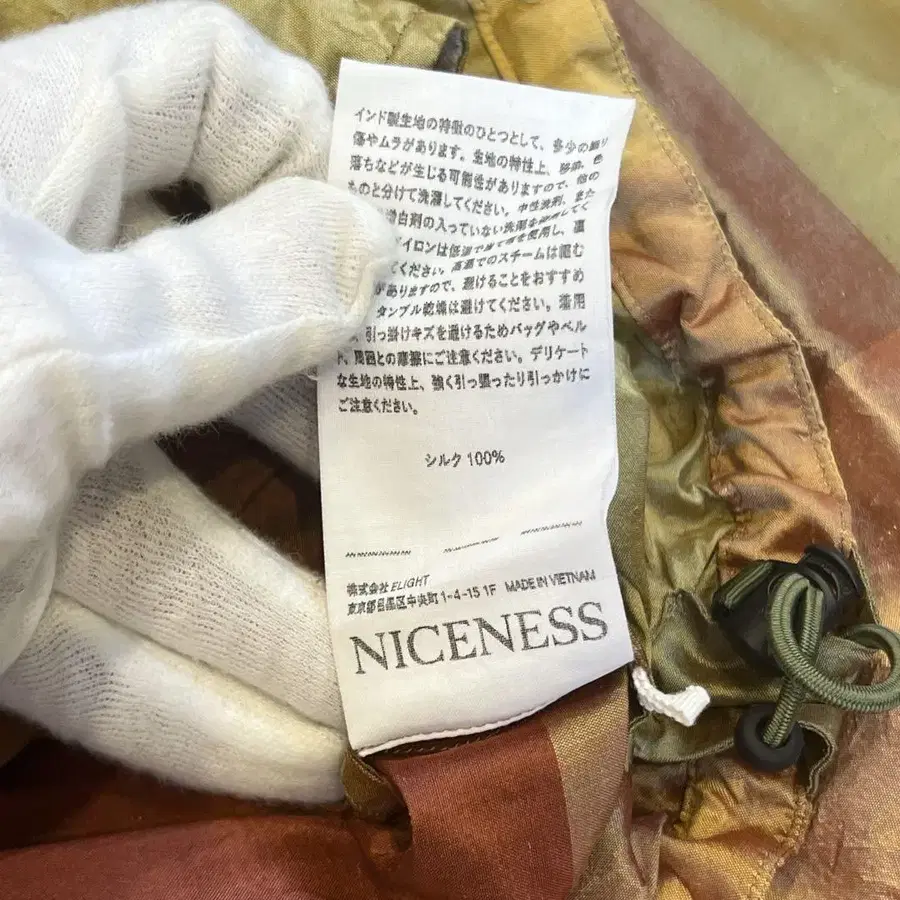 インド製生地の特徴のひとつとして、多少の織り
傷やムラがあります。生地の特性上、移染、色
落ちなどが生じる可能性がありますので、他の
ものと分けて洗濯してください。中性洗剤、また
増白剤の入っていない洗剤を使用してく
イロンは低温で当て布を使用し、裏
てください。高温でのスチームは縮む
がありますので、避けることをおすすめ
タンブル乾燥は避けてください。着用
引っ掛けキズを避けるためバッグやベル
ト、周囲との摩擦にご注意ください。デリケート
な生地の特性上、強く引っ張ったり引っかけに
ご注意ください。
シルク 100%
株式会社 ELIGHT
東京都目黒区中央町1-4-15 1F MADE IN VIETNAM
NICENESS